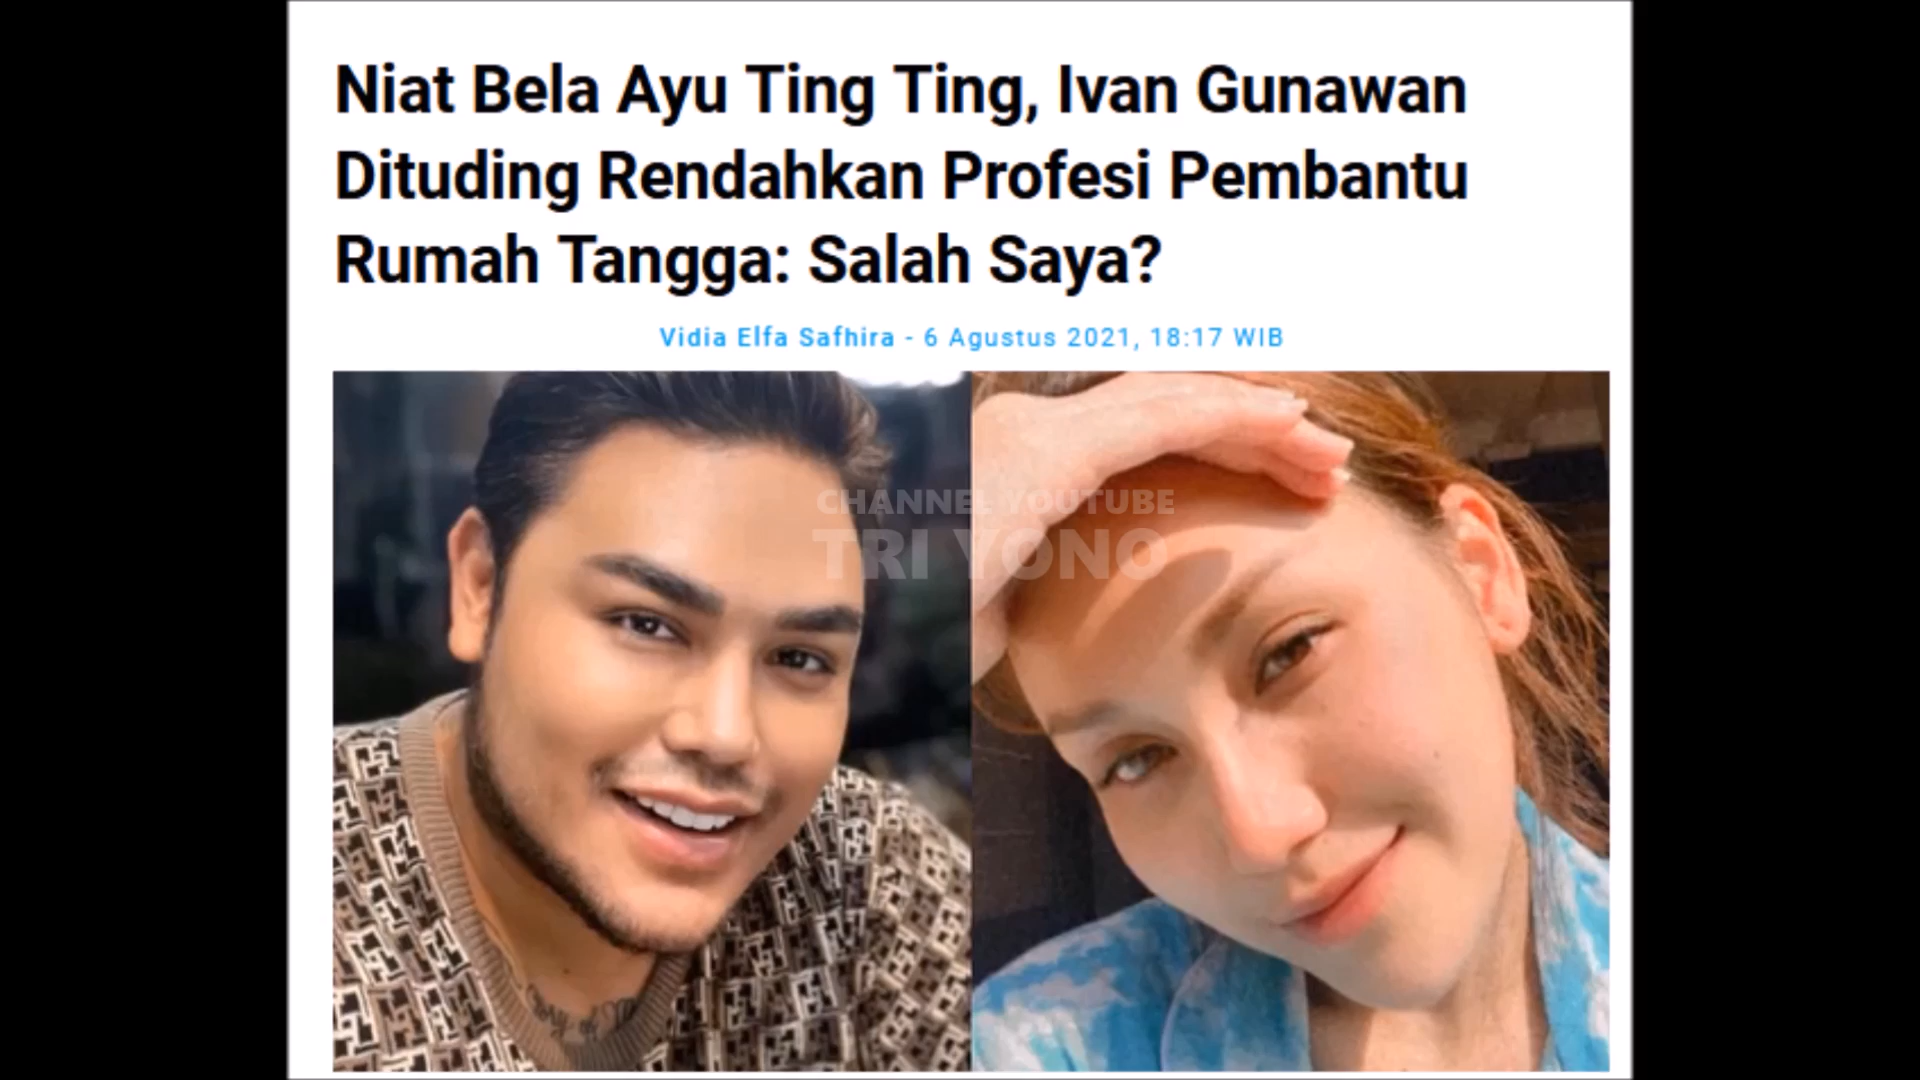 Niat Bela Ayu Ting Ting, Ivan Gunawan
Dituding Rendahkan Profesi Pembantu
Rumah Tangga: Salah Saya?
Vidia Elfa Safhira - 6 Agustus 2021, 18:17 WIB
CHANNEL YOUTUBE
TRI YONO